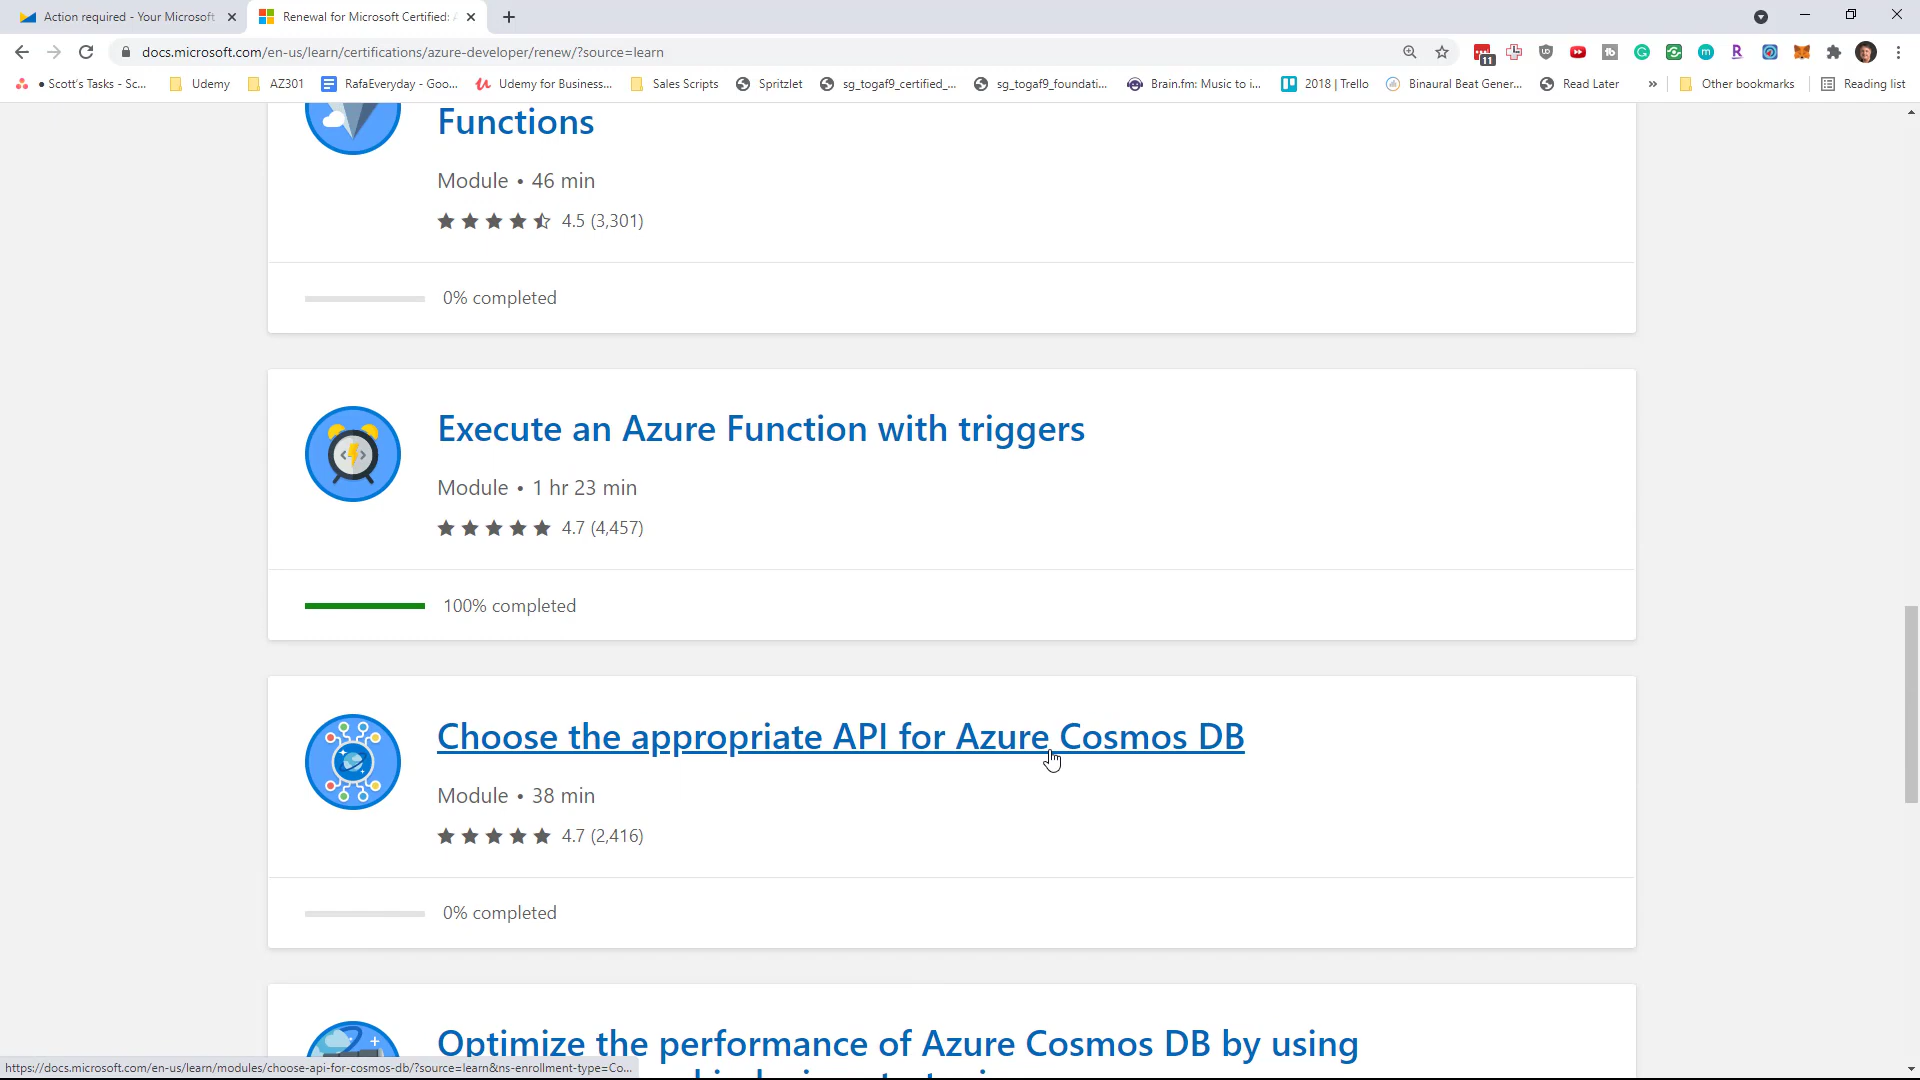 Action required - Your Microsoft
Renewal for Microsoft Certified:
docs.microsoft.com/en-us/learn/certifications/azure-developer/renew/?source=learn
11
• Scott's Tasks - Sc...
Udemy
AZ301
RafaEveryday - Goo...
Udemy for Business...
Sales Scripts
Spritzlet
sg_togaf9_certified_...
sg_togaf9_foundati...
Brain.fm: Music to i...
2018 | Trello
Binaural Beat Gener...
Read Later
»
Other bookmarks
Reading list
Functions
Module • 46 min
4.5 (3,301)
0% completed
Execute an Azure Function with triggers
Module • 1 hr 23 min
4.7 (4,457)
100% completed
Choose the appropriate API for Azure Cosmos DB
Module • 38 min
4.7 (2,416)
0% completed
Optimize the performance of Azure Cosmos DB by using
https://docs.microsoft.com/en-us/learn/modules/choose-api-for-cosmos-db/?source=learn&ns-enrollment-type=Co...